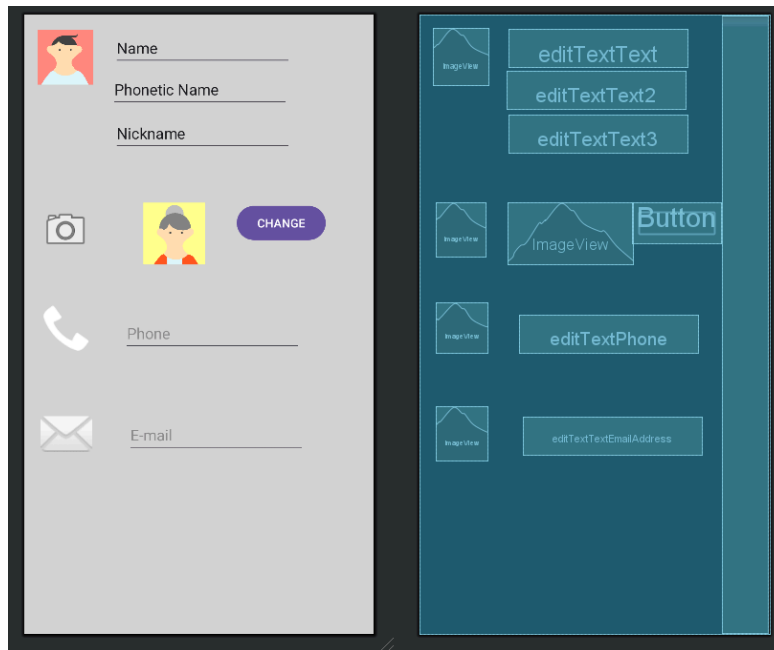 Name
Phonetic Name
Nickname
CHANGE
Phone
E-mail
ImageView
editTextText
editTextText2
editTextText3
ImageView
ImageView
Button
ImageView
editTextPhone
ImageView
editTextTextEmailAddress